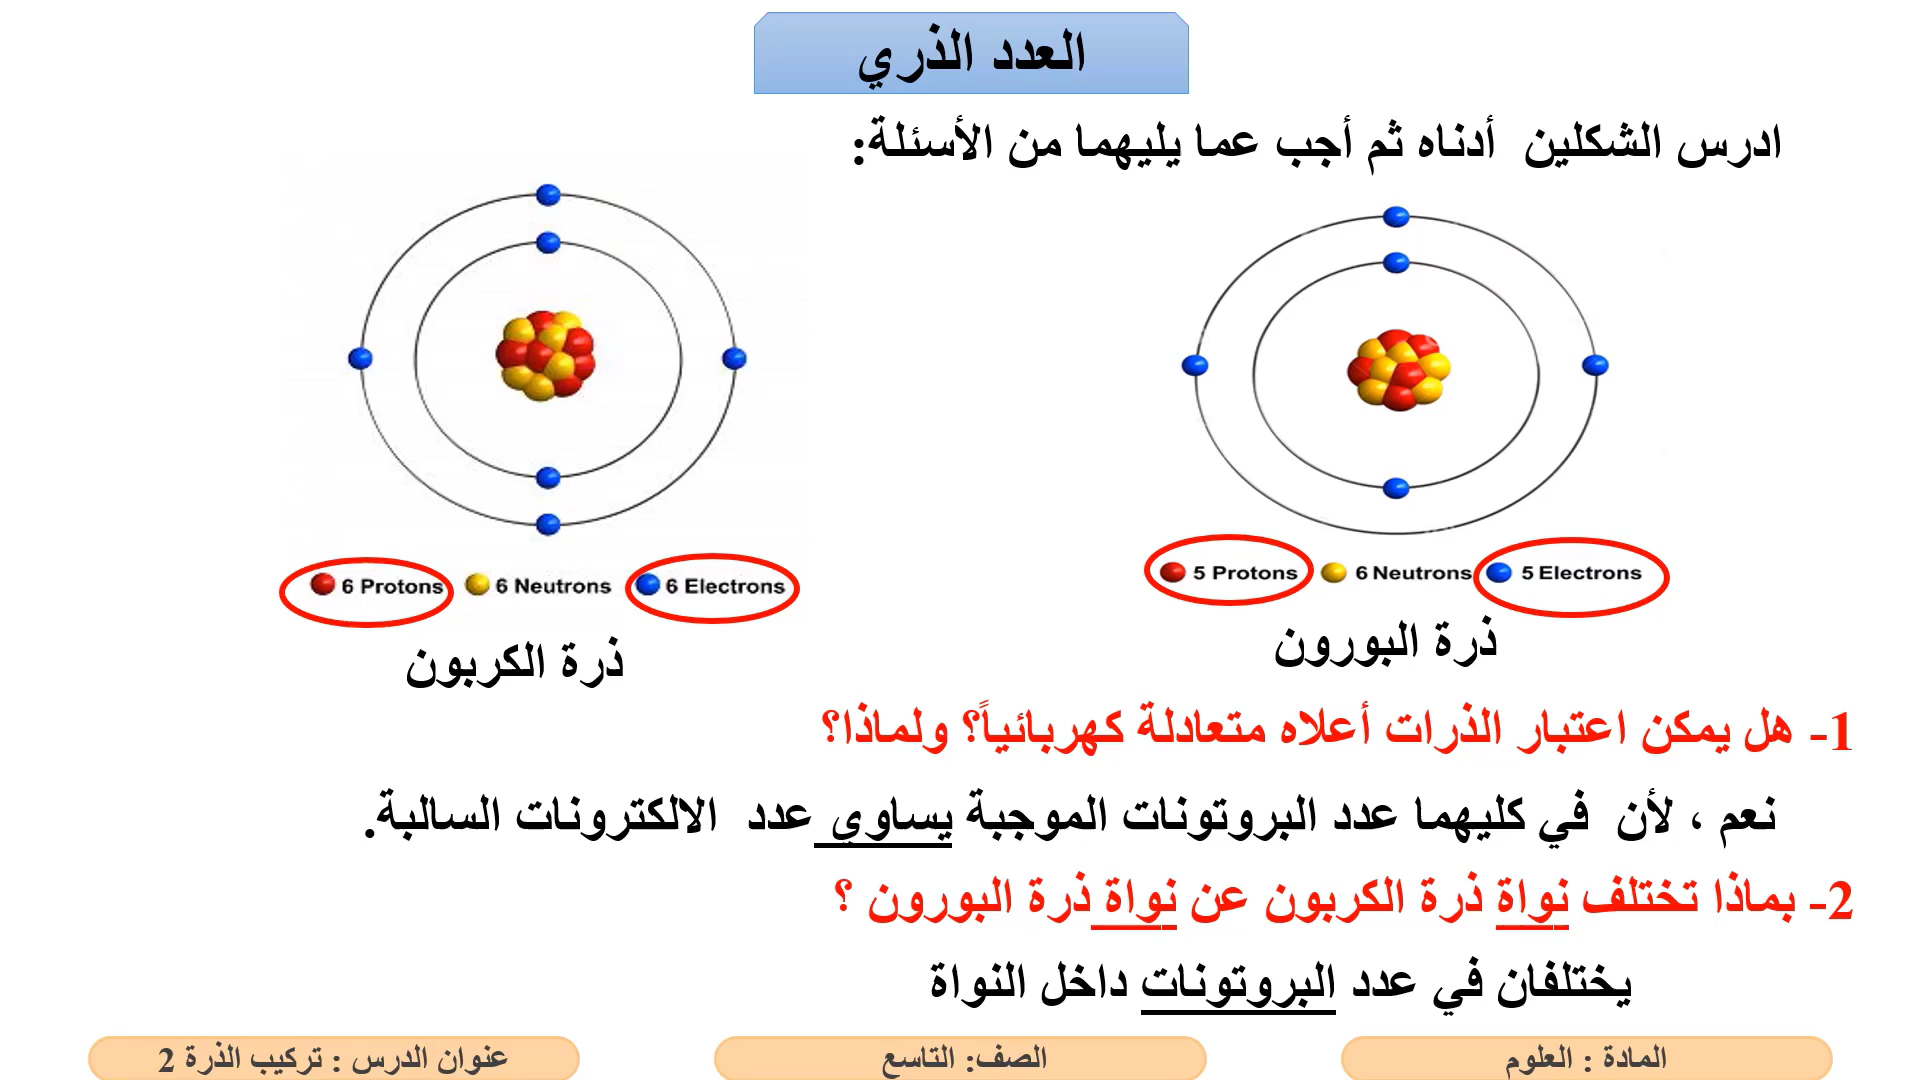 العدد الذري
ادرس الشكلين أدناه ثم أجب عما يليهما من الأسئلة:
5 Protons 6 Neutrons 5 Electrons
ذرة البورون
6 Protons 6 Neutrons 6 Electrons
ذرة الكربون
1- هل يمكن اعتبار الذرات أعلاه متعادلة كهربائياً؟ ولماذا؟
نعم ، لأن في كليهما عدد البروتونات الموجبة يساوي عدد الالكترونات السالبة.
2- بماذا تختلف نواة ذرة الكربون عن نواة ذرة البورون ؟
يختلفان في عدد البروتونات داخل النواة
المادة : العلوم
الصف: التاسع
عنوان الدرس : تركيب الذرة 2